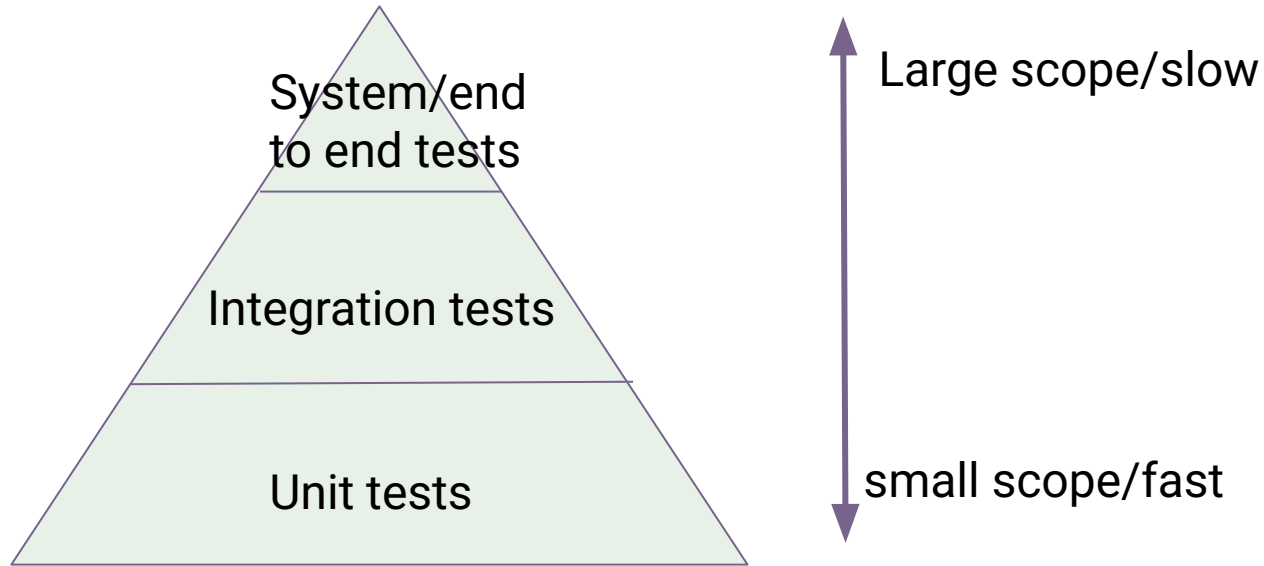 System/end
to end tests
Large scope/slow
Integration tests
small scope/fast
Unit tests